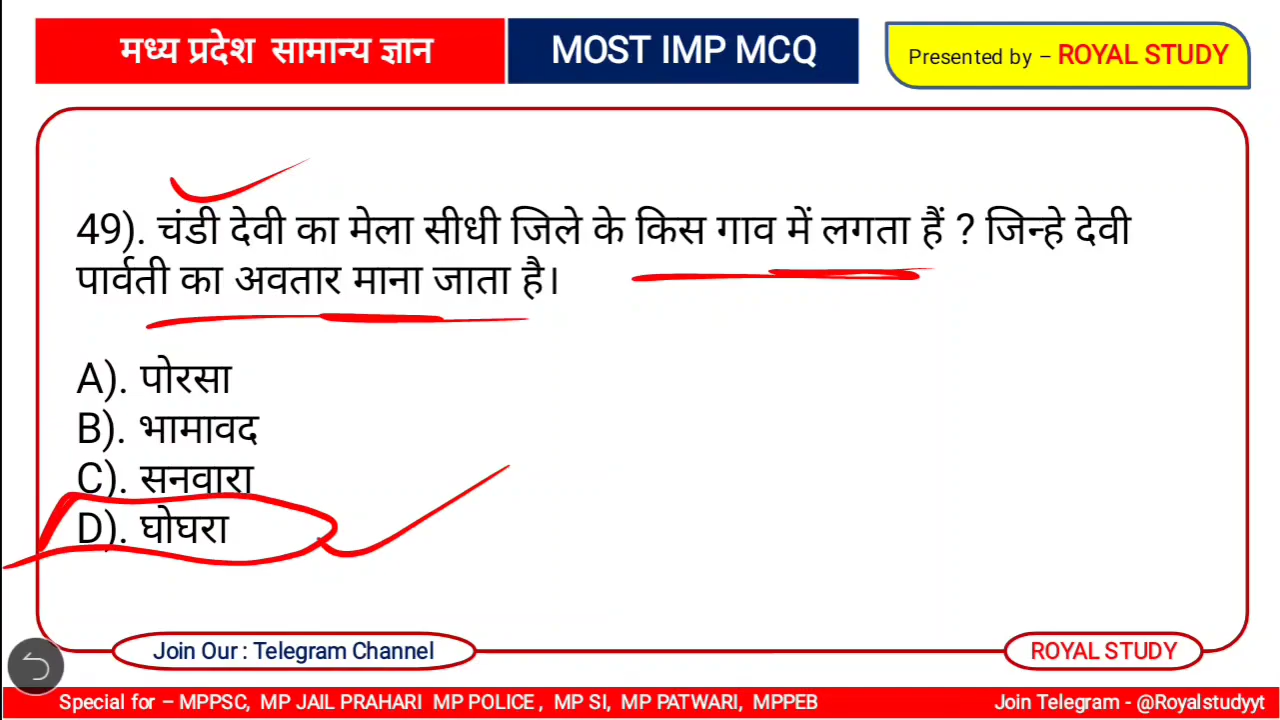 मध्य प्रदेश सामान्य ज्ञान
MOST IMP MCQ
Presented by – ROYAL STUDY
49). चंडी देवी का मेला सीधी जिले के किस गाव में लगता हैं ? जिन्हे देवी
पार्वती का अवतार माना जाता है।
A). पोरसा
B). भामावद
C). सनवारा
D). घोघरा
Join Our : Telegram Channel
ROYAL STUDY
Special for – MPPSC, MP JAIL PRAHARI MP POLICE , MP SI, MP PATWARI, MPPEB
Join Telegram - @Royalstudyyt